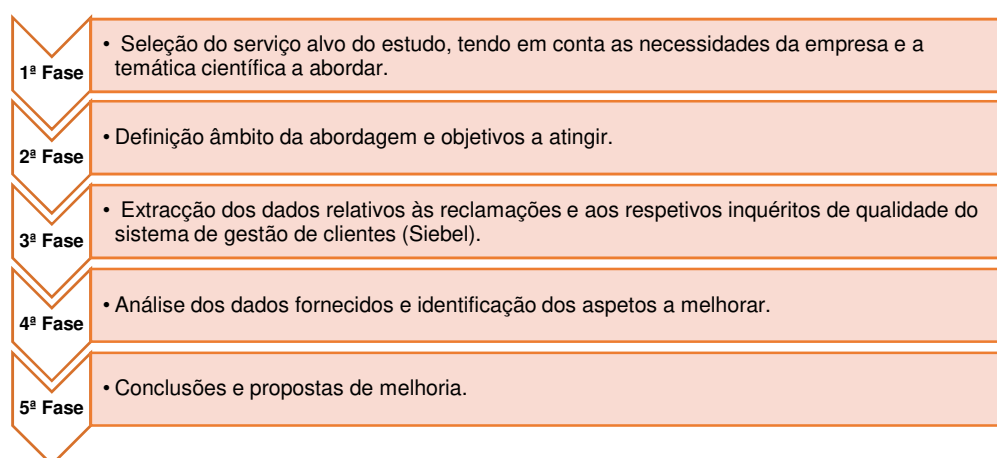 1ª Fase
• Seleção do serviço alvo do estudo, tendo em conta as necessidades da empresa e a
temática científica a abordar.
2ª Fase
• Definição âmbito da abordagem e objetivos a atingir.
3ª Fase
• Extracção dos dados relativos às reclamações e aos respetivos inquéritos de qualidade do
sistema de gestão de clientes (Siebel).
4ª Fase
• Análise dos dados fornecidos e identificação dos aspetos a melhorar.
5ª Fase
• Conclusões e propostas de melhoria.